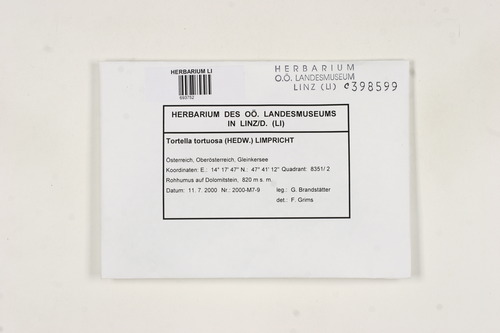 HERBARIUM LI
689752
HERBARIUM
O.Ö. LANDESMUSEUM
LINZ (LI) 398599
HERBARIUM DES OÖ. LANDESMUSEUMS
IN LINZ/D. (LI)
Tortella tortuosa (HEDW.) LIMPRICHT
Österreich, Oberösterreich, Gleinkersee
Koordinaten: E.: 14° 17' 47" N.: 47° 41' 12" Quadrant: 8351/ 2
Rohhumus auf Dolomitstein, 820 m s. m.
Datum: 11. 7. 2000 Nr.: 2000-M7-9 leg.: G. Brandstätter
det.: F. Grims